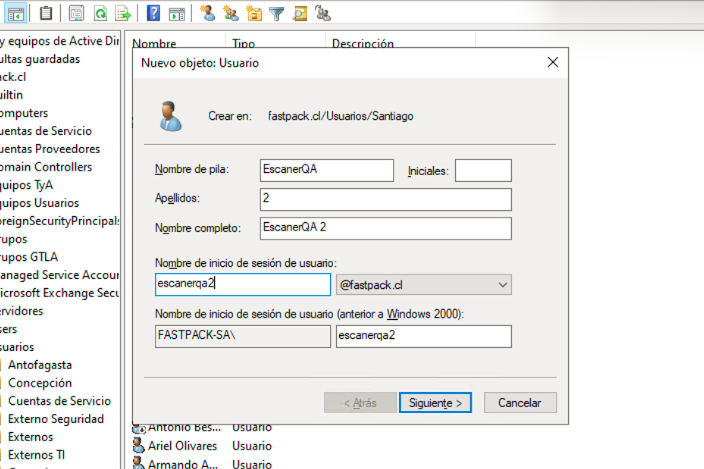 Nombre Tipo Descripción
y equipos de Active Dir
ultas guardadas
ck.cl
uiltin
omputers
uentas de Servicio
uentas Proveedores
omain Controllers
quipos TyA
quipos Usuarios
oreignSecurityPrincipals
rupos
rupos GTLA
anaged Service Accour
icrosoft Exchange Secu
ervidores
sers
suarios
Antofagasta
Concepción
Cuentas de Servicio
Externo Seguridad
Externos
Externos TI
Nuevo objeto: Usuario
Crear en: fastpack.cl/Usuarios/Santiago
Nombre de pila: EscanerQA Iniciales:
Apellidos: 2
Nombre completo: EscanerQA 2
Nombre de inicio de sesión de usuario:
escanerqa2 @fastpack.cl
Nombre de inicio de sesión de usuario (anterior a Windows 2000):
FASTPACK-SA\ escanerqa2
< Atrás Siguiente > Cancelar
Antonio Bes... Usuario
Ariel Olivares Usuario
Armando A... Usuario